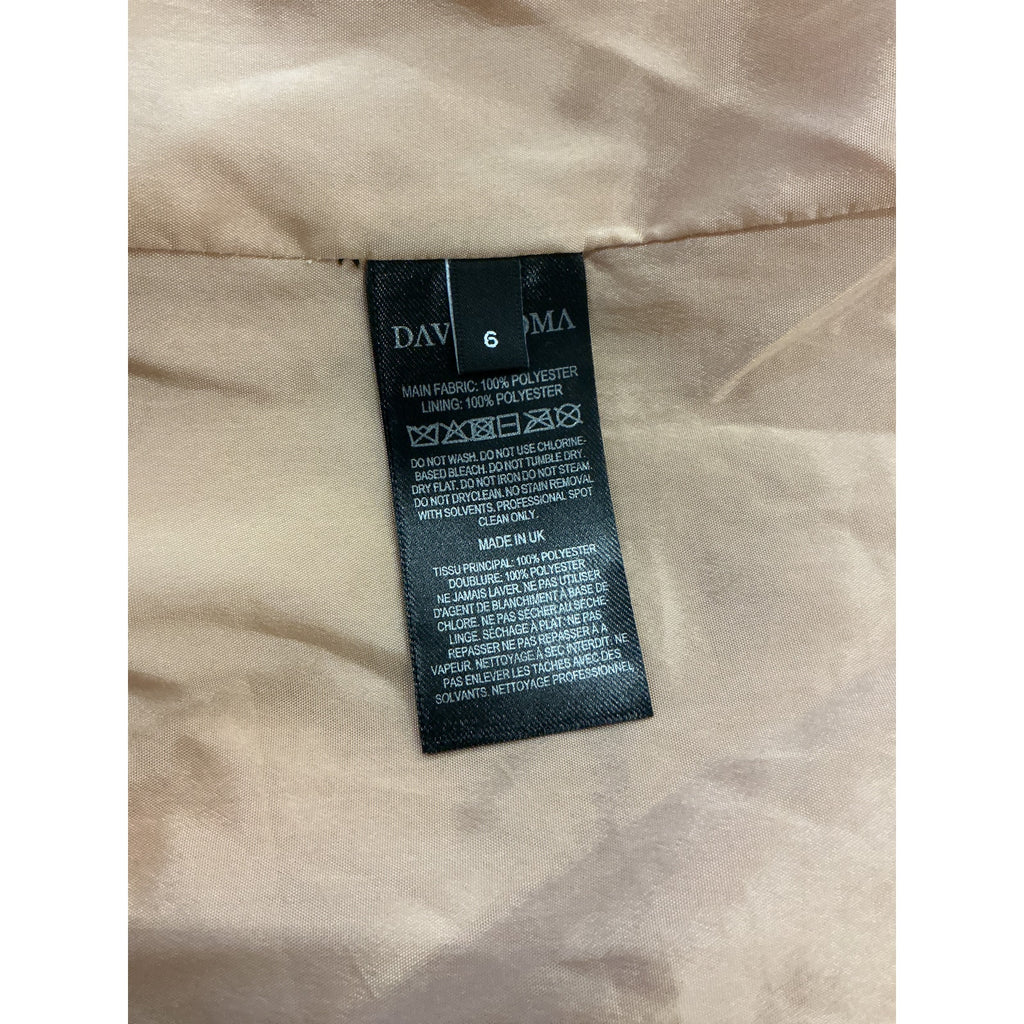 DAV OMA
6
MAIN FABRIC: 100% POLYESTER
LINING: 100% POLYESTER
DO NOT WASH. DO NOT USE CHLORINE-
BASED BLEACH. DO NOT TUMBLE DRY.
DRY FLAT. DO NOT IRON DO NOT STEAM.
DO NOT DRYCLEAN. NO STAIN REMOVAL
WITH SOLVENTS. PROFESSIONAL SPOT
CLEAN ONLY.
MADE IN UK
TISSU PRINCIPAL: 100% POLYESTER
DOUBLURE: 100% POLYESTER
NE JAMAIS LAVER. NE PAS UTILISER
D'AGENT DE BLANCHIMENT À BASE DE
CHLORE. NE PAS SÉCHER AU SÈCHE
LINGE. SÉCHAGE À PLAT. NE PAS
REPASSER NE PAS REPASSER À A
VAPEUR. NETTOYAGE À SEC INTERDIT. NE
PAS ENLEVER LES TACHES AVEC DES
SOLVANTS. NETTOYAGE PROFESSIONNEL